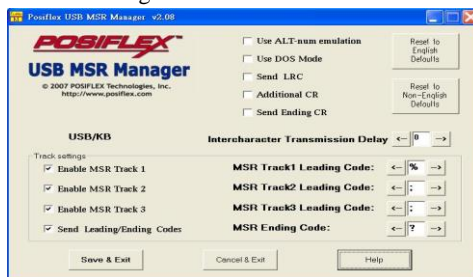 Posiflex USB MSR Manager v2.08
POSIFLEX™
USB MSR Manager
© 2007 POSIFLEX Technologies, Inc.
http://www.posiflex.com
USB/KB
Use ALT-num emulation
Use DOS Mode
Send LRC
Additional CR
Send Ending CR
Reset to
English
Defaults
Reset to
Non-English
Defaults
Intercharacter Transmission Delay <-- 0 -->
Track settings
Enable MSR Track 1
Enable MSR Track 2
Enable MSR Track 3
Send Leading/Ending Codes
MSR Track1 Leading Code: <-- % -->
MSR Track2 Leading Code: <-- ; -->
MSR Track3 Leading Code: <-- ; -->
MSR Ending Code: <-- ? -->
Save & Exit
Cancel & Exit
Help